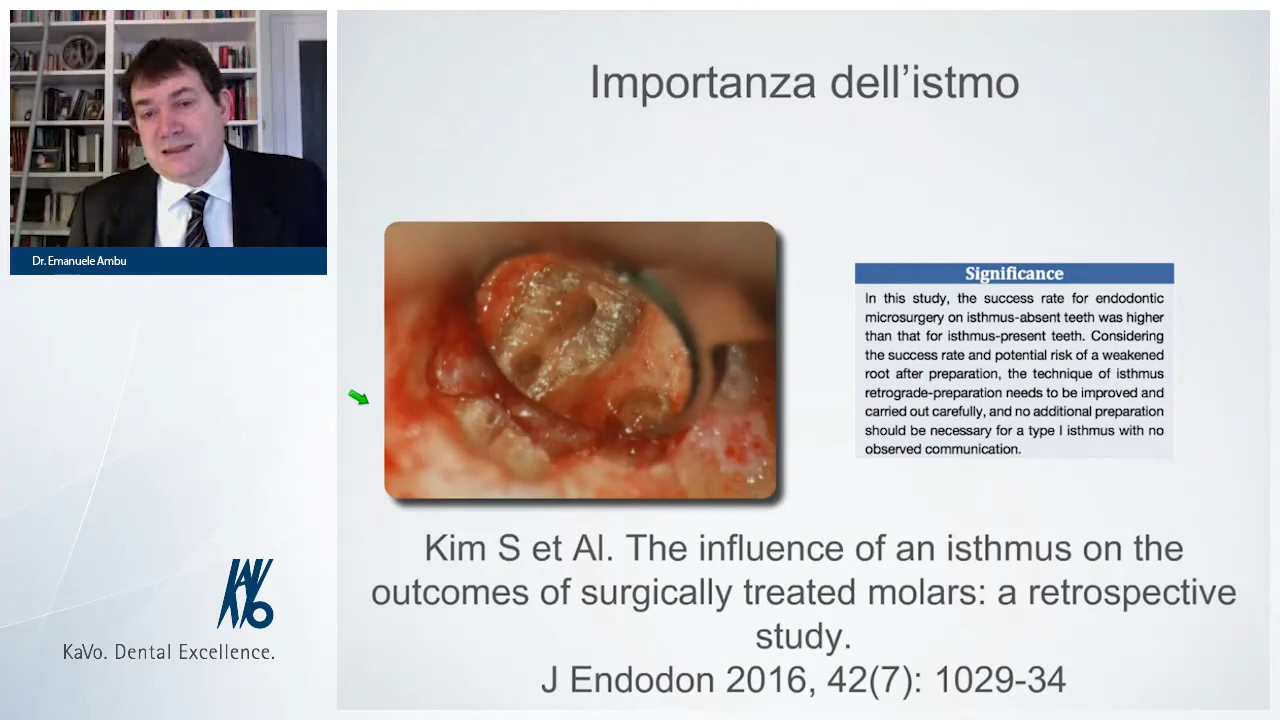 Importanza dell'istmo
Dr. Emanuele Ambu
Significance
In this study, the success rate for endodontic
microsurgery on isthmus-absent teeth was higher
than that for isthmus-present teeth. Considering
the success rate and potential risk of a weakened
root after preparation, the technique of isthmus
retrograde-preparation needs to be improved and
carried out carefully, and no additional preparation
should be necessary for a type I isthmus with no
observed communication.
Kim S et Al. The influence of an isthmus on the
outcomes of surgically treated molars: a retrospective
study.
J Endodon 2016, 42(7): 1029-34
KAVO
KaVo. Dental Excellence.